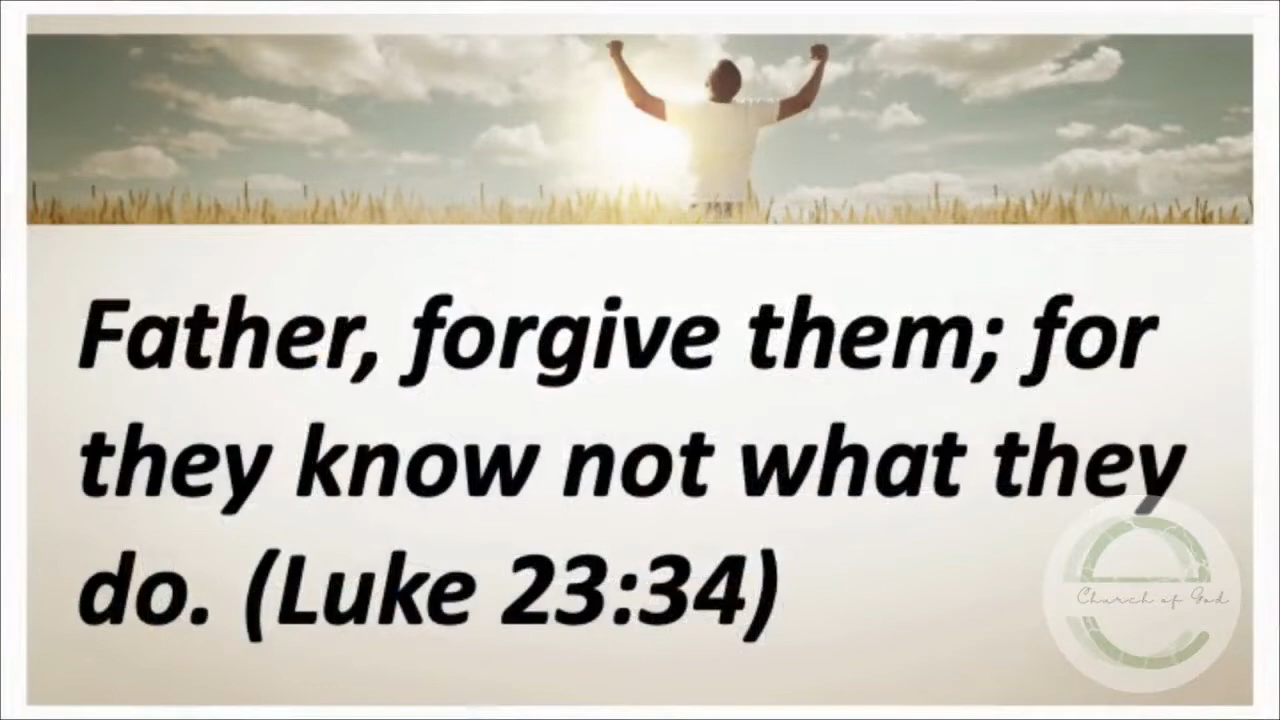 Father, forgive them; for
they know not what they
do. (Luke 23:34)
Church of God